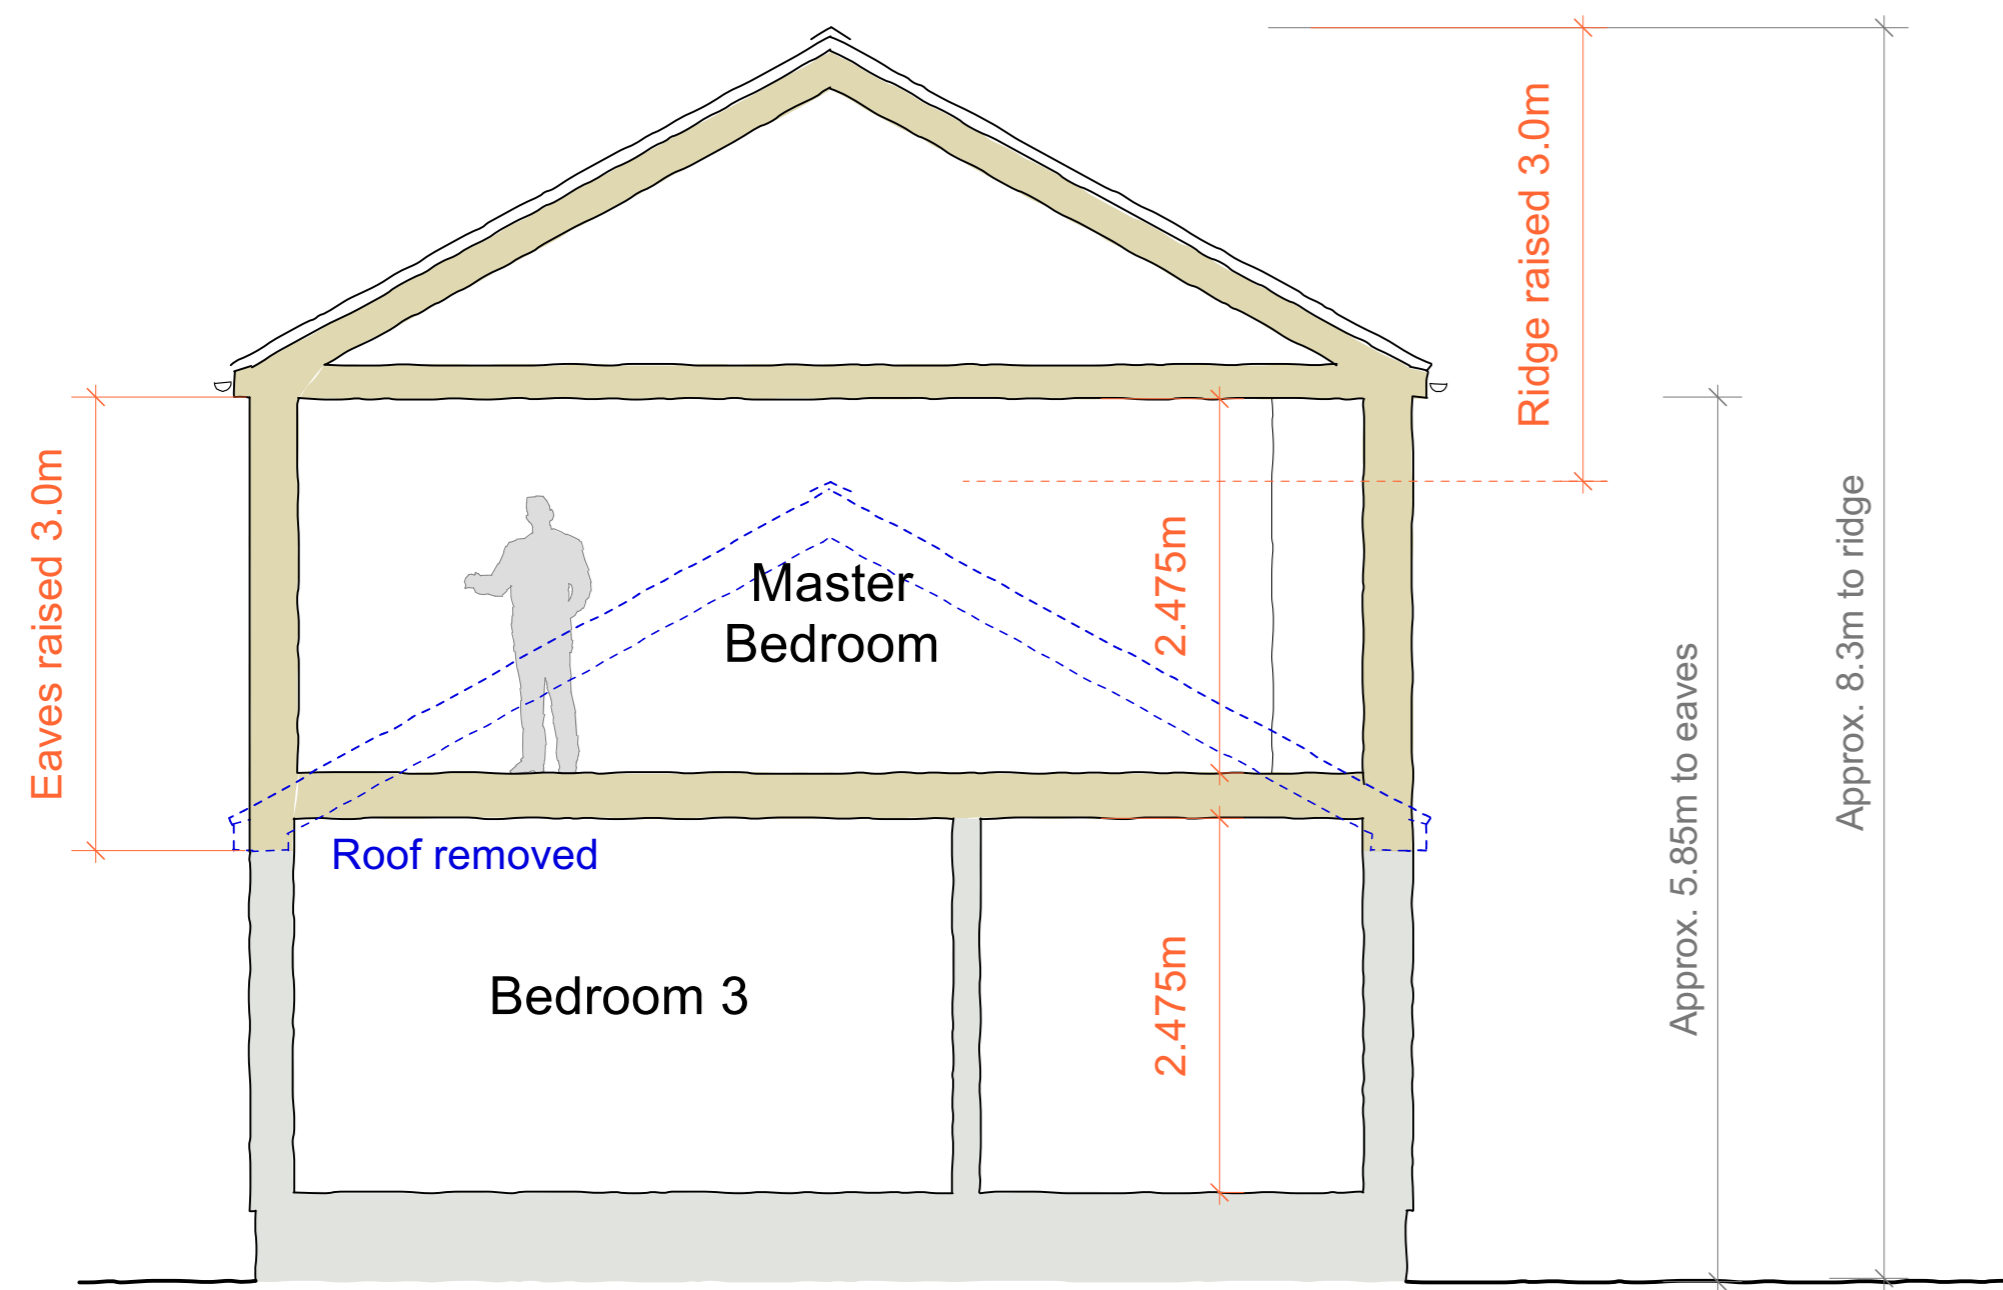 Ridge raised 3.0m
Eaves raised 3.0m
Master
Bedroom
2.475m
Approx. 8.3m to ridge
Approx. 5.85m to eaves
Roof removed
Bedroom 3
2.475m